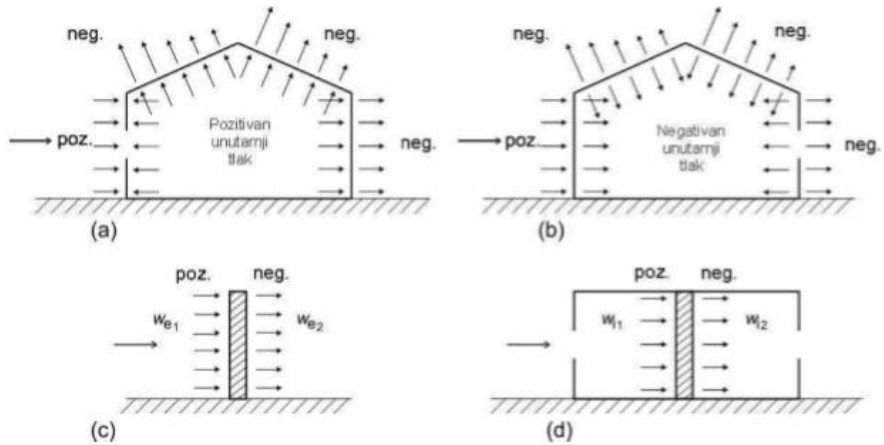 neg.
neg.
poz.
Pozitivan
unutarnji
tlak
neg.
(a)
neg.
neg.
poz.
Negativan
unutarnji
tlak
neg.
(b)
poz. neg.
We1
We2
(c)
poz. neg.
Wi1
Wi2
(d)